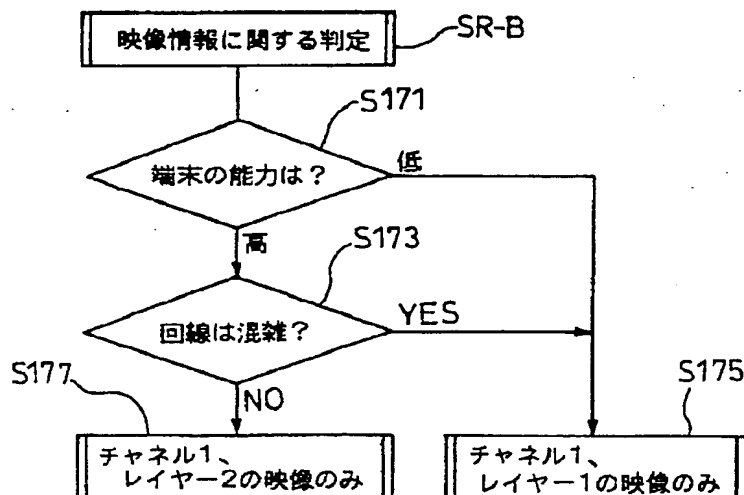 映像情報に関する判定
SR-B
S171
端末の能力は?
低
高
S173
回線は混雑?
YES
NO
S177
S175
チャネル1、
レイヤー2の映像のみ
チャネル1、
レイヤー1の映像のみ